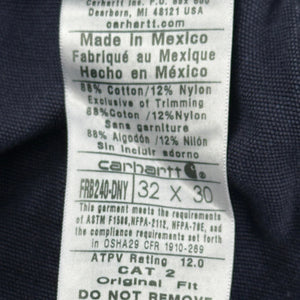 Carhartt Inc. P.O. Box 600
Dearborn, MI 48121 USA
Made in Mexico
Fabriqué au Mexique
Hecho en México
88% Cotton/12% Nylon
Exclusive of Trimming
88% Coton/12% Nylon
Sans garniture
88% Algodón /12% Nilón
Sin incluir adorno
carhartt
FRB240-DNY 32 X 30
This garment meets the requirements
of ASTM F1506, NFPA-2112, NFPA-70E, and
the compliance requirements set forth
in OSHA29 CFR 1910-269
ATPV Rating 12.0
CAT 2
Original Fit
DO NOT REMOVE